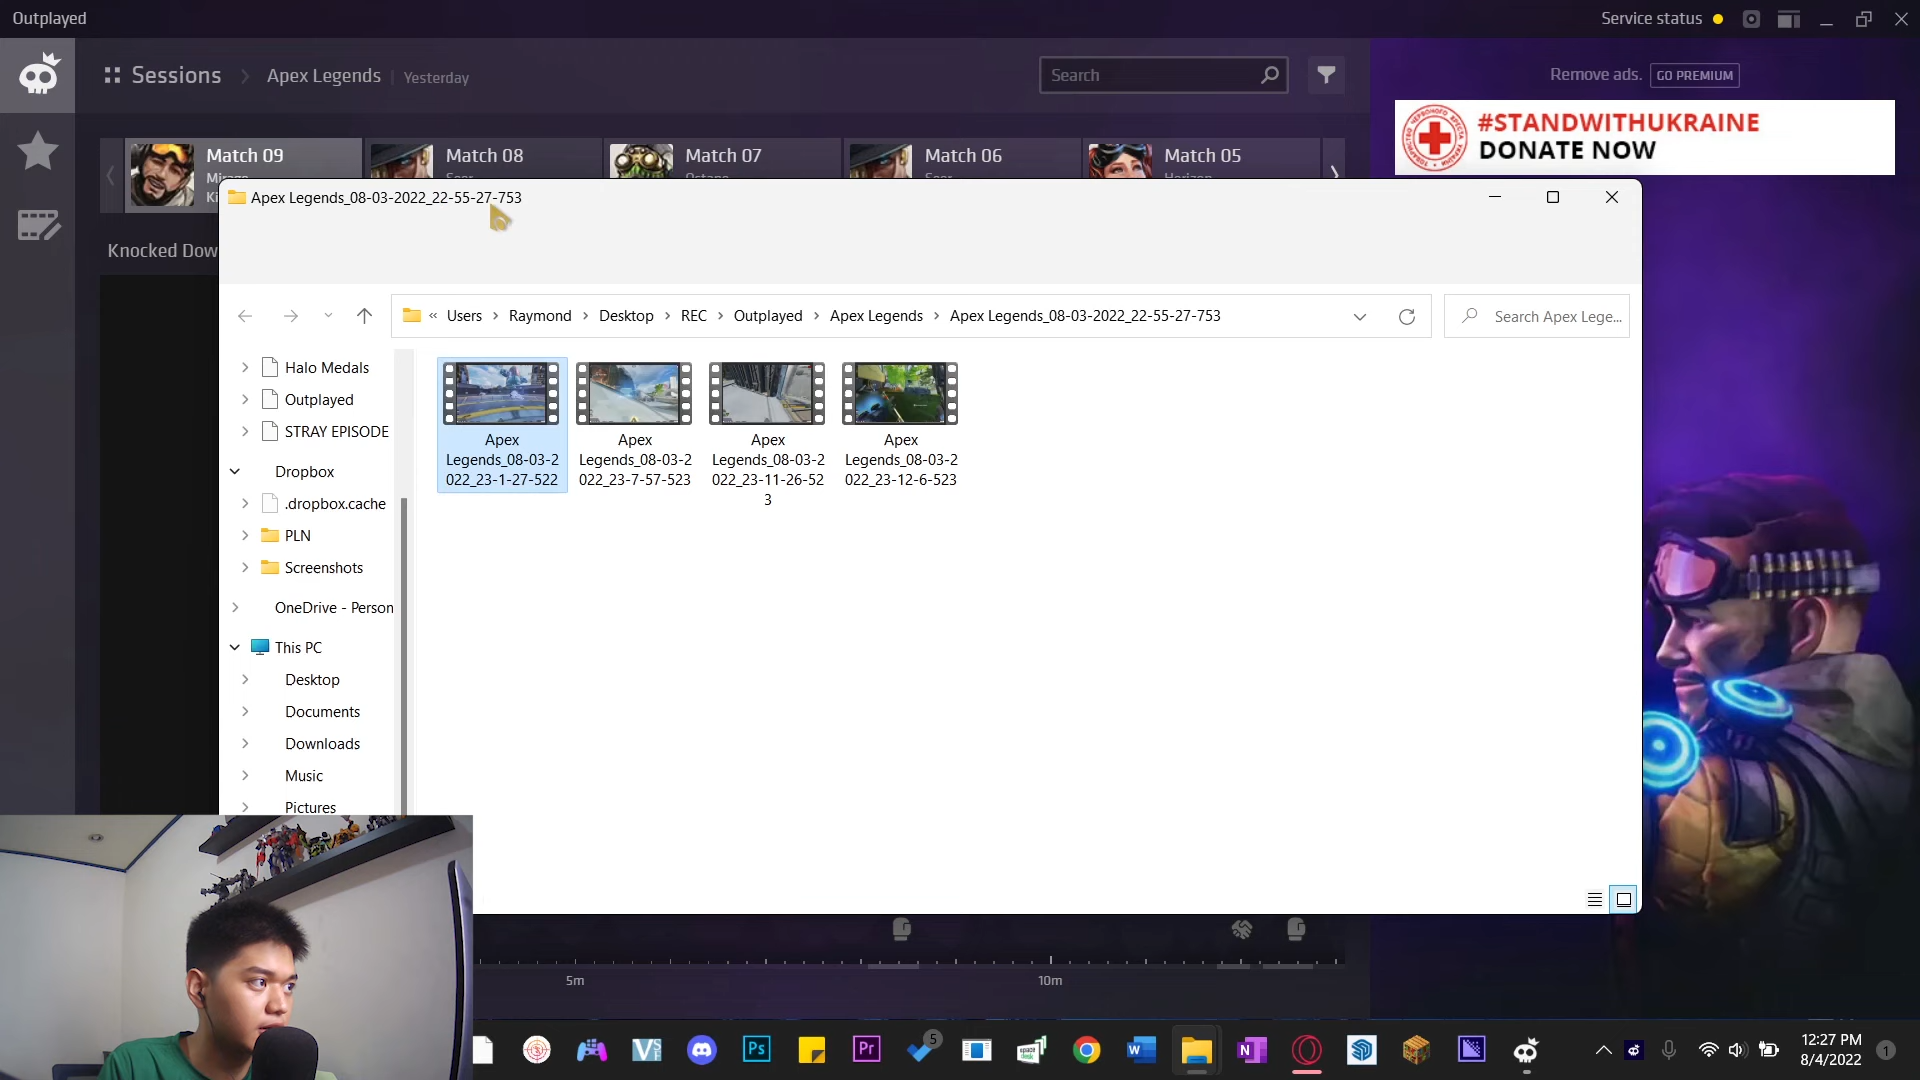 Outplayed
Service status
Sessions
Apex Legends
Yesterday
Search
Remove ads.
GO PREMIUM
#STANDWITHUKRAINE
DONATE NOW
Match 09
Match 08
Match 07
Match 06
Match 05
Knocked Dow
Apex Legends_08-03-2022_22-55-27-753
« Users > Raymond > Desktop > REC > Outplayed > Apex Legends > Apex Legends_08-03-2022_22-55-27-753
Search Apex Lege...
Halo Medals
Outplayed
STRAY EPISODE
Dropbox
.dropbox.cache
PLN
Screenshots
OneDrive - Person
This PC
Desktop
Documents
Downloads
Music
Pictures
Apex
Legends_08-03-2
022_23-1-27-522
Apex
Legends_08-03-2
022_23-7-57-523
Apex
Legends_08-03-2
022_23-11-26-52
3
Apex
Legends_08-03-2
022_23-12-6-523
5m
10m
Ps
Pr
5
W
N
12:27 PM
8/4/2022
1